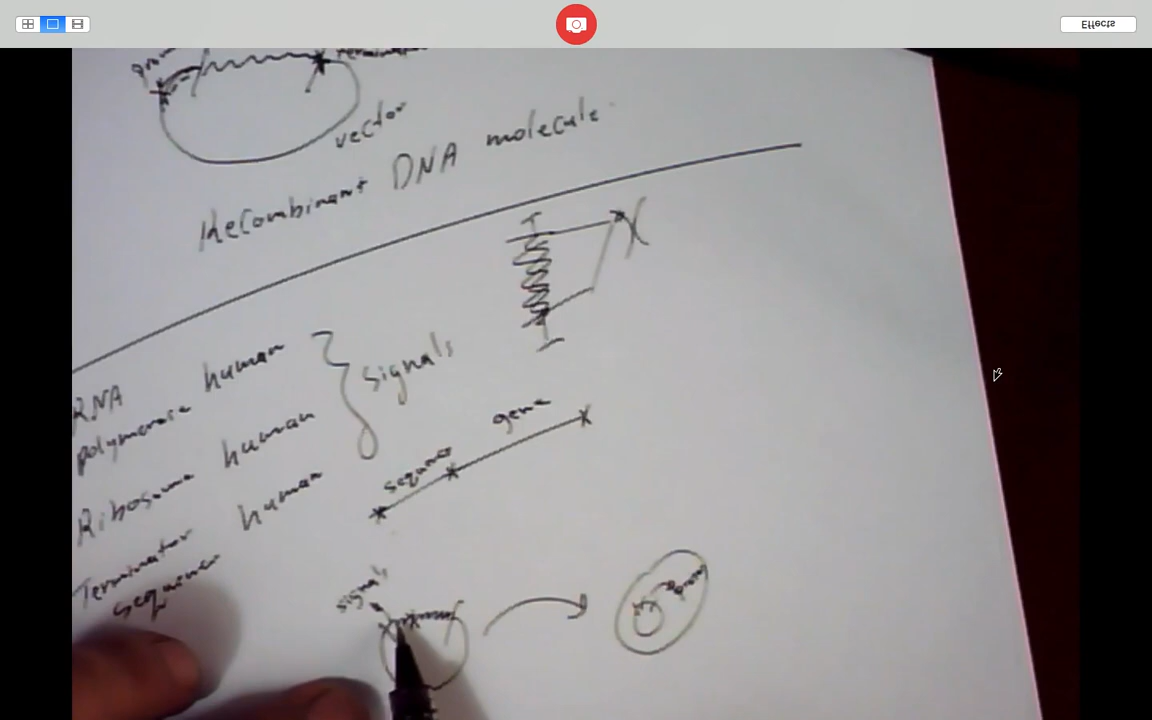 Effects
vector
Recombinant DNA molecule
RNA
polymerase human
Ribosome human
Terminator
sequence human
signals
sequence gene
signals